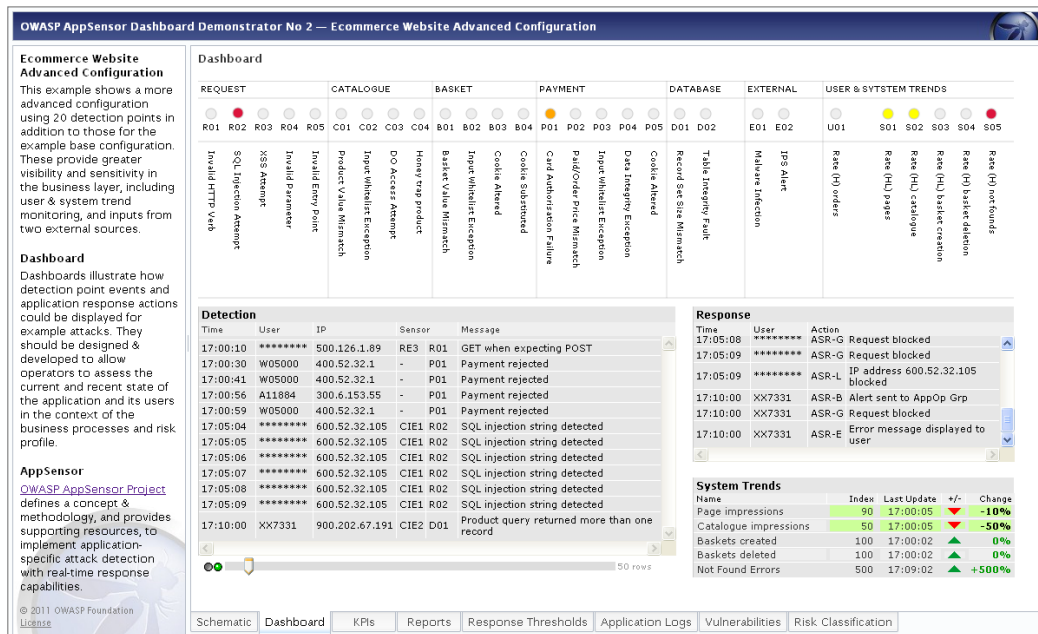 OWASP AppSensor Dashboard Demonstrator No 2 — Ecommerce Website Advanced Configuration
Ecommerce Website
Advanced Configuration
This example shows a more
advanced configuration
using 20 detection points in
addition to those for the
example base configuration.
These provide greater
visibility and sensitivity in
the business layer, including
user & system trend
monitoring, and inputs from
two external sources.
Dashboard
Dashboards illustrate how
detection point events and
application response actions
could be displayed for
example attacks. They
should be designed &
developed to allow
operators to assess the
current and recent state of
the application and its users
in the context of the
business processes and risk
profile.
AppSensor
OWASP AppSensor Project
defines a concept &
methodology, and provides
supporting resources, to
implement application-
specific attack detection
with real-time response
capabilities.
© 2011 OWASP Foundation
License
Dashboard
REQUEST CATALOGUE BASKET PAYMENT DATABASE EXTERNAL USER & SYTSTEM TRENDS
R01 R02 R03 R04 R05 C01 C02 C03 C04 B01 B02 B03 B04 P01 P02 P03 P04 P05 D01 D02 E01 E02 U01 S01 S02 S03 S04 S05
Invalid HTTP Verb
SQL Injection Attempt
XSS Attempt
Invalid Parameter
Invalid Entry Point
Product Value Mismatch
Input Whitelist Exception
DO Access Attempt
Honey trap product
Basket Value Mismatch
Input Whitelist Exception
Cookie Altered
Cookie Substituted
Card Authorisation Failure
Paid/Order Price Mismatch
Input Whitelist Exception
Data Integrity Exception
Cookie Altered
Record Set Size Mismatch
Table Integrity Fault
Malware Infection
IPS Alert
Rate (H) orders
Rate (HL) pages
Rate (HL) catalogue
Rate (HL) basket creation
Rate (H) basket deletion
Rate (H) not founds
Detection
Time User IP Sensor Message
17:00:10 ******** 500.126.1.89 RE3 R01 GET when expecting POST
17:00:30 W05000 400.52.32.1 - P01 Payment rejected
17:00:41 W05000 400.52.32.1 - P01 Payment rejected
17:00:56 A11884 300.6.153.55 - P01 Payment rejected
17:00:59 W05000 400.52.32.1 - P01 Payment rejected
17:05:04 ******** 600.52.32.105 CIE1 R02 SQL injection string detected
17:05:05 ******** 600.52.32.105 CIE1 R02 SQL injection string detected
17:05:06 ******** 600.52.32.105 CIE1 R02 SQL injection string detected
17:05:07 ******** 600.52.32.105 CIE1 R02 SQL injection string detected
17:05:08 ******** 600.52.32.105 CIE1 R02 SQL injection string detected
17:05:09 ******** 600.52.32.105 CIE1 R02 SQL injection string detected
17:10:00 XX7331 900.202.67.191 CIE2 D01 Product query returned more than one
record
50 rows
Response
Time User Action
17:05:08 ******** ASR-G Request blocked
17:05:09 ******** ASR-G Request blocked
17:05:09 ******** ASR-L IP address 600.52.32.105
blocked
17:10:00 XX7331 ASR-B Alert sent to AppOp Grp
17:10:00 XX7331 ASR-G Request blocked
17:10:00 XX7331 ASR-E Error message displayed to
user
System Trends
Name Index Last Update +/- Change
Page impressions 90 17:00:05 -10%
Catalogue impressions 50 17:00:05 -50%
Baskets created 100 17:00:02 0%
Baskets deleted 100 17:00:02 0%
Not Found Errors 500 17:09:02 +500%
Schematic Dashboard KPIs Reports Response Thresholds Application Logs Vulnerabilities Risk Classification